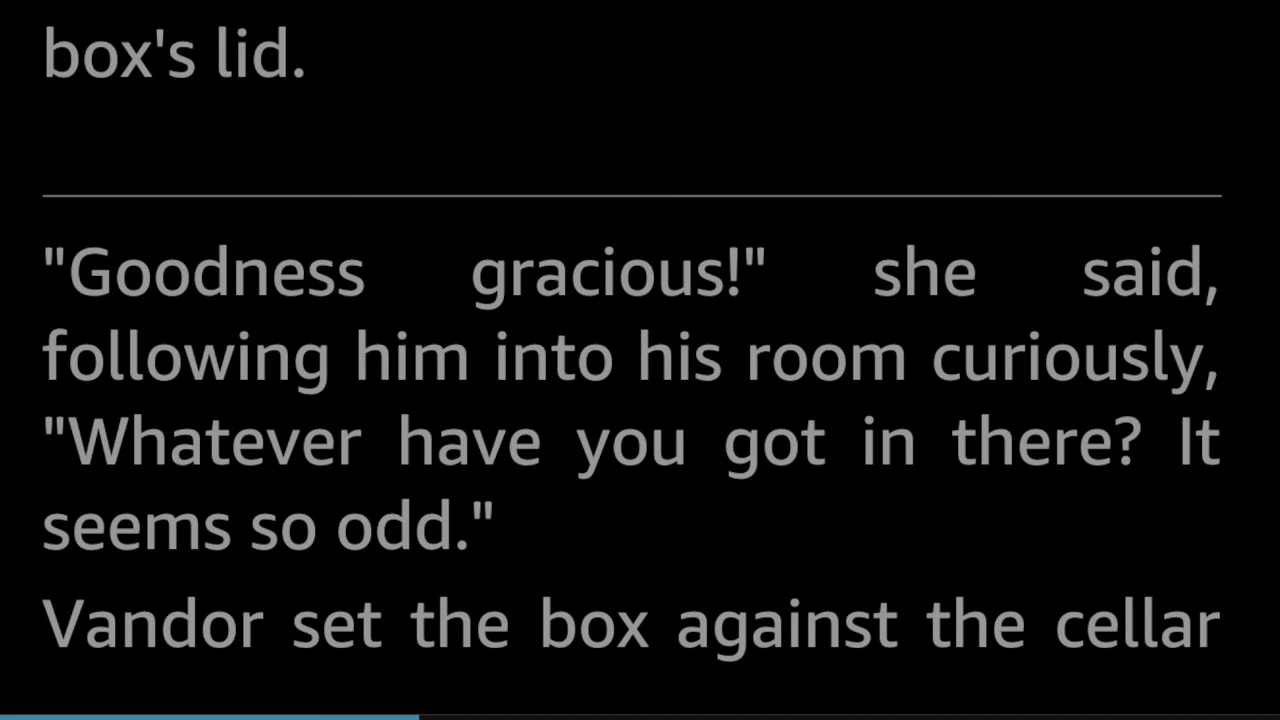 box's lid.
"Goodness gracious!" she said,
following him into his room curiously,
"Whatever have you got in there? It
seems so odd."
Vandor set the box against the cellar